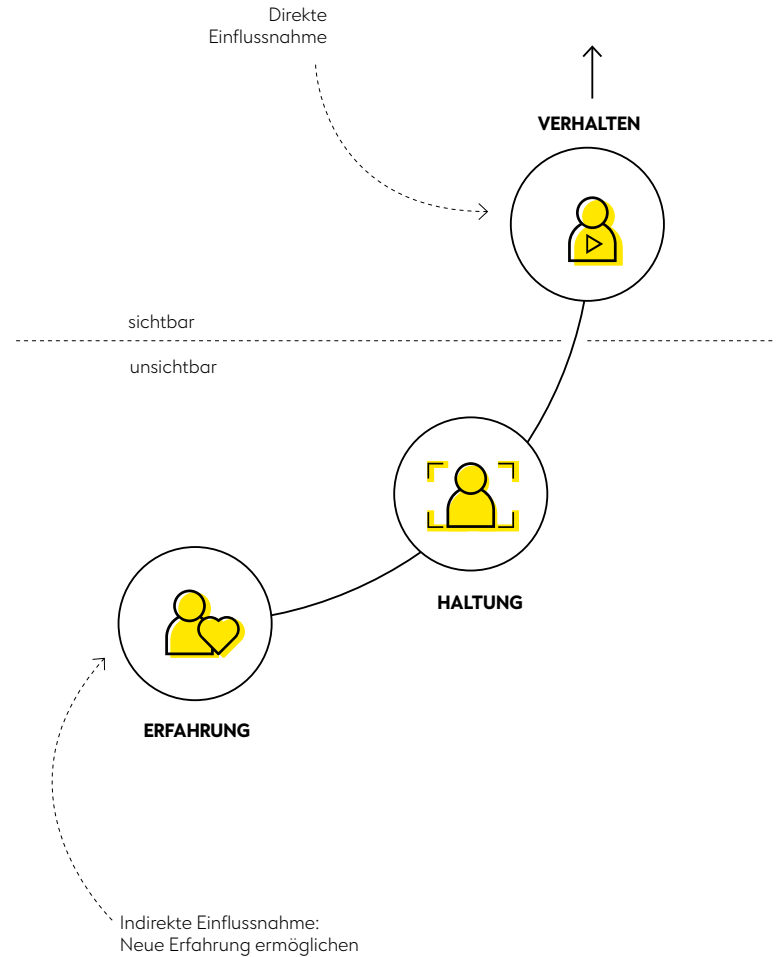 Direkte
Einflussnahme
VERHALTEN
sichtbar
unsichtbar
HALTUNG
ERFAHRUNG
Indirekte Einflussnahme:
Neue Erfahrung ermöglichen